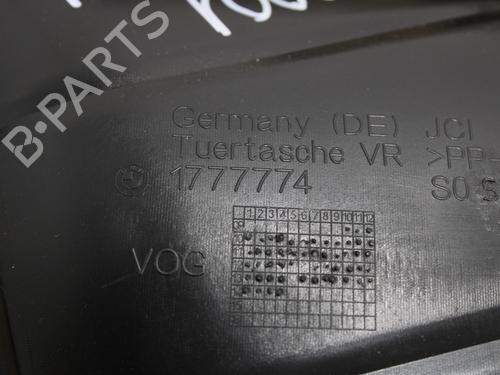 B-PARTS
Germany (DE) JCI
Tuertasche VR >PP-
1777774 SO S
1 2 3 4 5 6 7 8 9 10 11 12
VOG